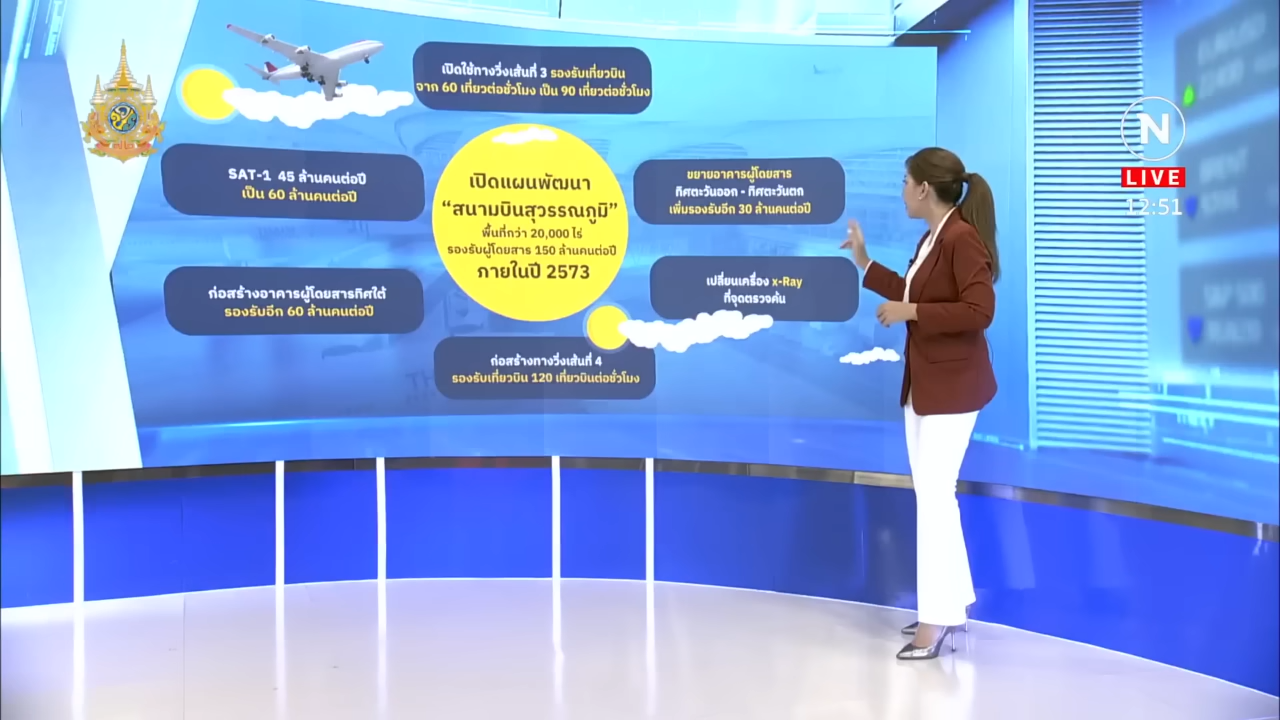 เปิดใช้ทางวิ่งเส้นที่ 3 รองรับเที่ยวบิน
จาก 60 เที่ยวต่อชั่วโมง เป็น 90 เที่ยวต่อชั่วโมง
SAT-1 45 ล้านคนต่อปี
เป็น 60 ล้านคนต่อปี
เปิดแผนพัฒนา
“สนามบินสุวรรณภูมิ”
พื้นที่กว่า 20,000 ไร่
รองรับผู้โดยสาร 150 ล้านคนต่อปี
ภายในปี 2573
ขยายอาคารผู้โดยสาร
ทิศตะวันออก - ทิศตะวันตก
เพิ่มรองรับอีก 30 ล้านคนต่อปี
ก่อสร้างอาคารผู้โดยสารทิศใต้
รองรับอีก 60 ล้านคนต่อปี
เปลี่ยนเครื่อง x-Ray
ที่จุดตรวจค้น
ก่อสร้างทางวิ่งเส้นที่ 4
รองรับเที่ยวบิน 120 เที่ยวบินต่อชั่วโมง
N
LIVE
12:51